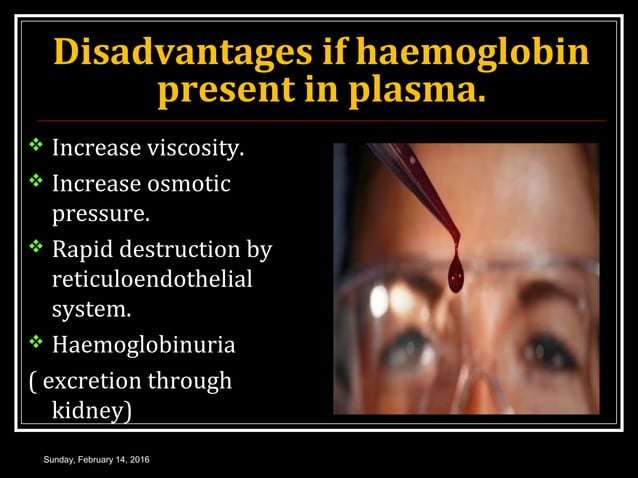 Disadvantages if haemoglobin
present in plasma.
❖ Increase viscosity.
❖ Increase osmotic
pressure.
❖ Rapid destruction by
reticuloendothelial
system.
❖ Haemoglobinuria
( excretion through
kidney)
Sunday, February 14, 2016